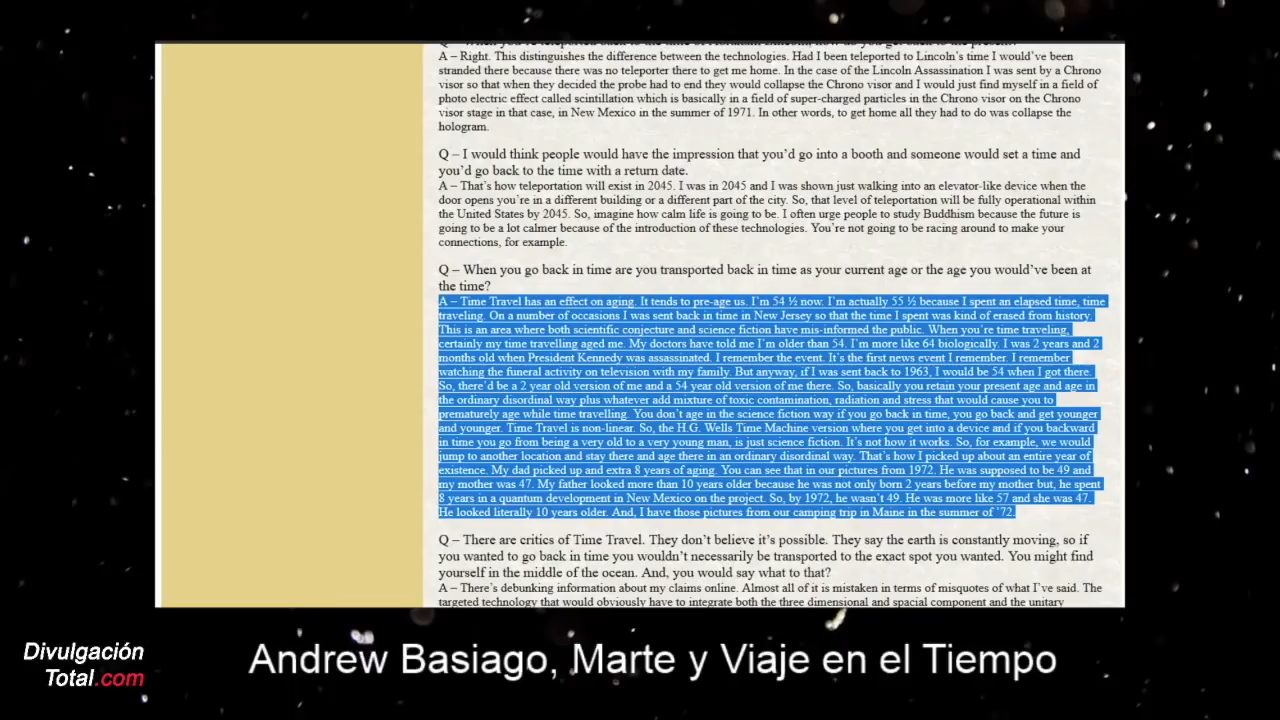 A – Right. This distinguishes the difference between the technologies. Had I been teleported to Lincoln's time I would've been
stranded there because there was no teleporter there to get me home. In the case of the Lincoln Assassination I was sent by a Chrono
visor so that when they decided the probe had to end they would collapse the Chrono visor and I would just find myself in a field of
photo electric effect called scintillation which is basically in a field of super-charged particles in the Chrono visor on the Chrono
visor stage in that case, in New Mexico in the summer of 1971. In other words, to get home all they had to do was collapse the
hologram.
Q – I would think people would have the impression that you'd go into a booth and someone would set a time and
you'd go back to the time with a return date.
A – That's how teleportation will exist in 2045. I was in 2045 and I was shown just walking into an elevator-like device when the
door opens you're in a different building or a different part of the city. So, that level of teleportation will be fully operational within
the United States by 2045. So, imagine how calm life is going to be. I often urge people to study Buddhism because the future is
going to be a lot calmer because of the introduction of these technologies. You're not going to be racing around to make your
connections, for example.
Q – When you go back in time are you transported back in time as your current age or the age you would've been at
the time?
A – Time Travel has an effect on aging. It tends to pre-age us. I'm 54 ½ now. I'm actually 55 ½ because I spent an elapsed time, time
traveling. On a number of occasions I was sent back in time in New Jersey so that the time I spent was kind of erased from history.
This is an area where both scientific conjecture and science fiction have mis-informed the public. When you're time traveling,
certainly my time travelling aged me. My doctors have told me I'm older than 54. I'm more like 64 biologically. I was 2 years and 2
months old when President Kennedy was assassinated. I remember the event. It's the first news event I remember. I remember
watching the funeral activity on television with my family. But anyway, if I was sent back to 1963, I would be 54 when I got there.
So, there'd be a 2 year old version of me and a 54 year old version of me there. So, basically you retain your present age and age in
the ordinary disordinal way plus whatever add mixture of toxic contamination, radiation and stress that would cause you to
prematurely age while time travelling. You don't age in the science fiction way if you go back in time, you go back and get younger
and younger. Time Travel is non-linear. So, the H.G. Wells Time Machine version where you get into a device and if you backward
in time you go from being a very old to a very young man, is just science fiction. It's not how it works. So, for example, we would
jump to another location and stay there and age there in an ordinary disordinal way. That's how I picked up about an entire year of
existence. My dad picked up and extra 8 years of aging. You can see that in our pictures from 1972. He was supposed to be 49 and
my mother was 47. My father looked more than 10 years older because he was not only born 2 years before my mother but, he spent
8 years in a quantum development in New Mexico on the project. So, by 1972, he wasn't 49. He was more like 57 and she was 47.
He looked literally 10 years older. And, I have those pictures from our camping trip in Maine in the summer of '72.
Q – There are critics of Time Travel. They don't believe it's possible. They say the earth is constantly moving, so if
you wanted to go back in time you wouldn't necessarily be transported to the exact spot you wanted. You might find
yourself in the middle of the ocean. And, you would say what to that?
A – There's debunking information about my claims online. Almost all of it is mistaken in terms of misquotes of what I've said. The
targeted technology that would obviously have to integrate both the three dimensional and spacial component and the unitary
Divulgación
Total.com
Andrew Basiago, Marte y Viaje en el Tiempo